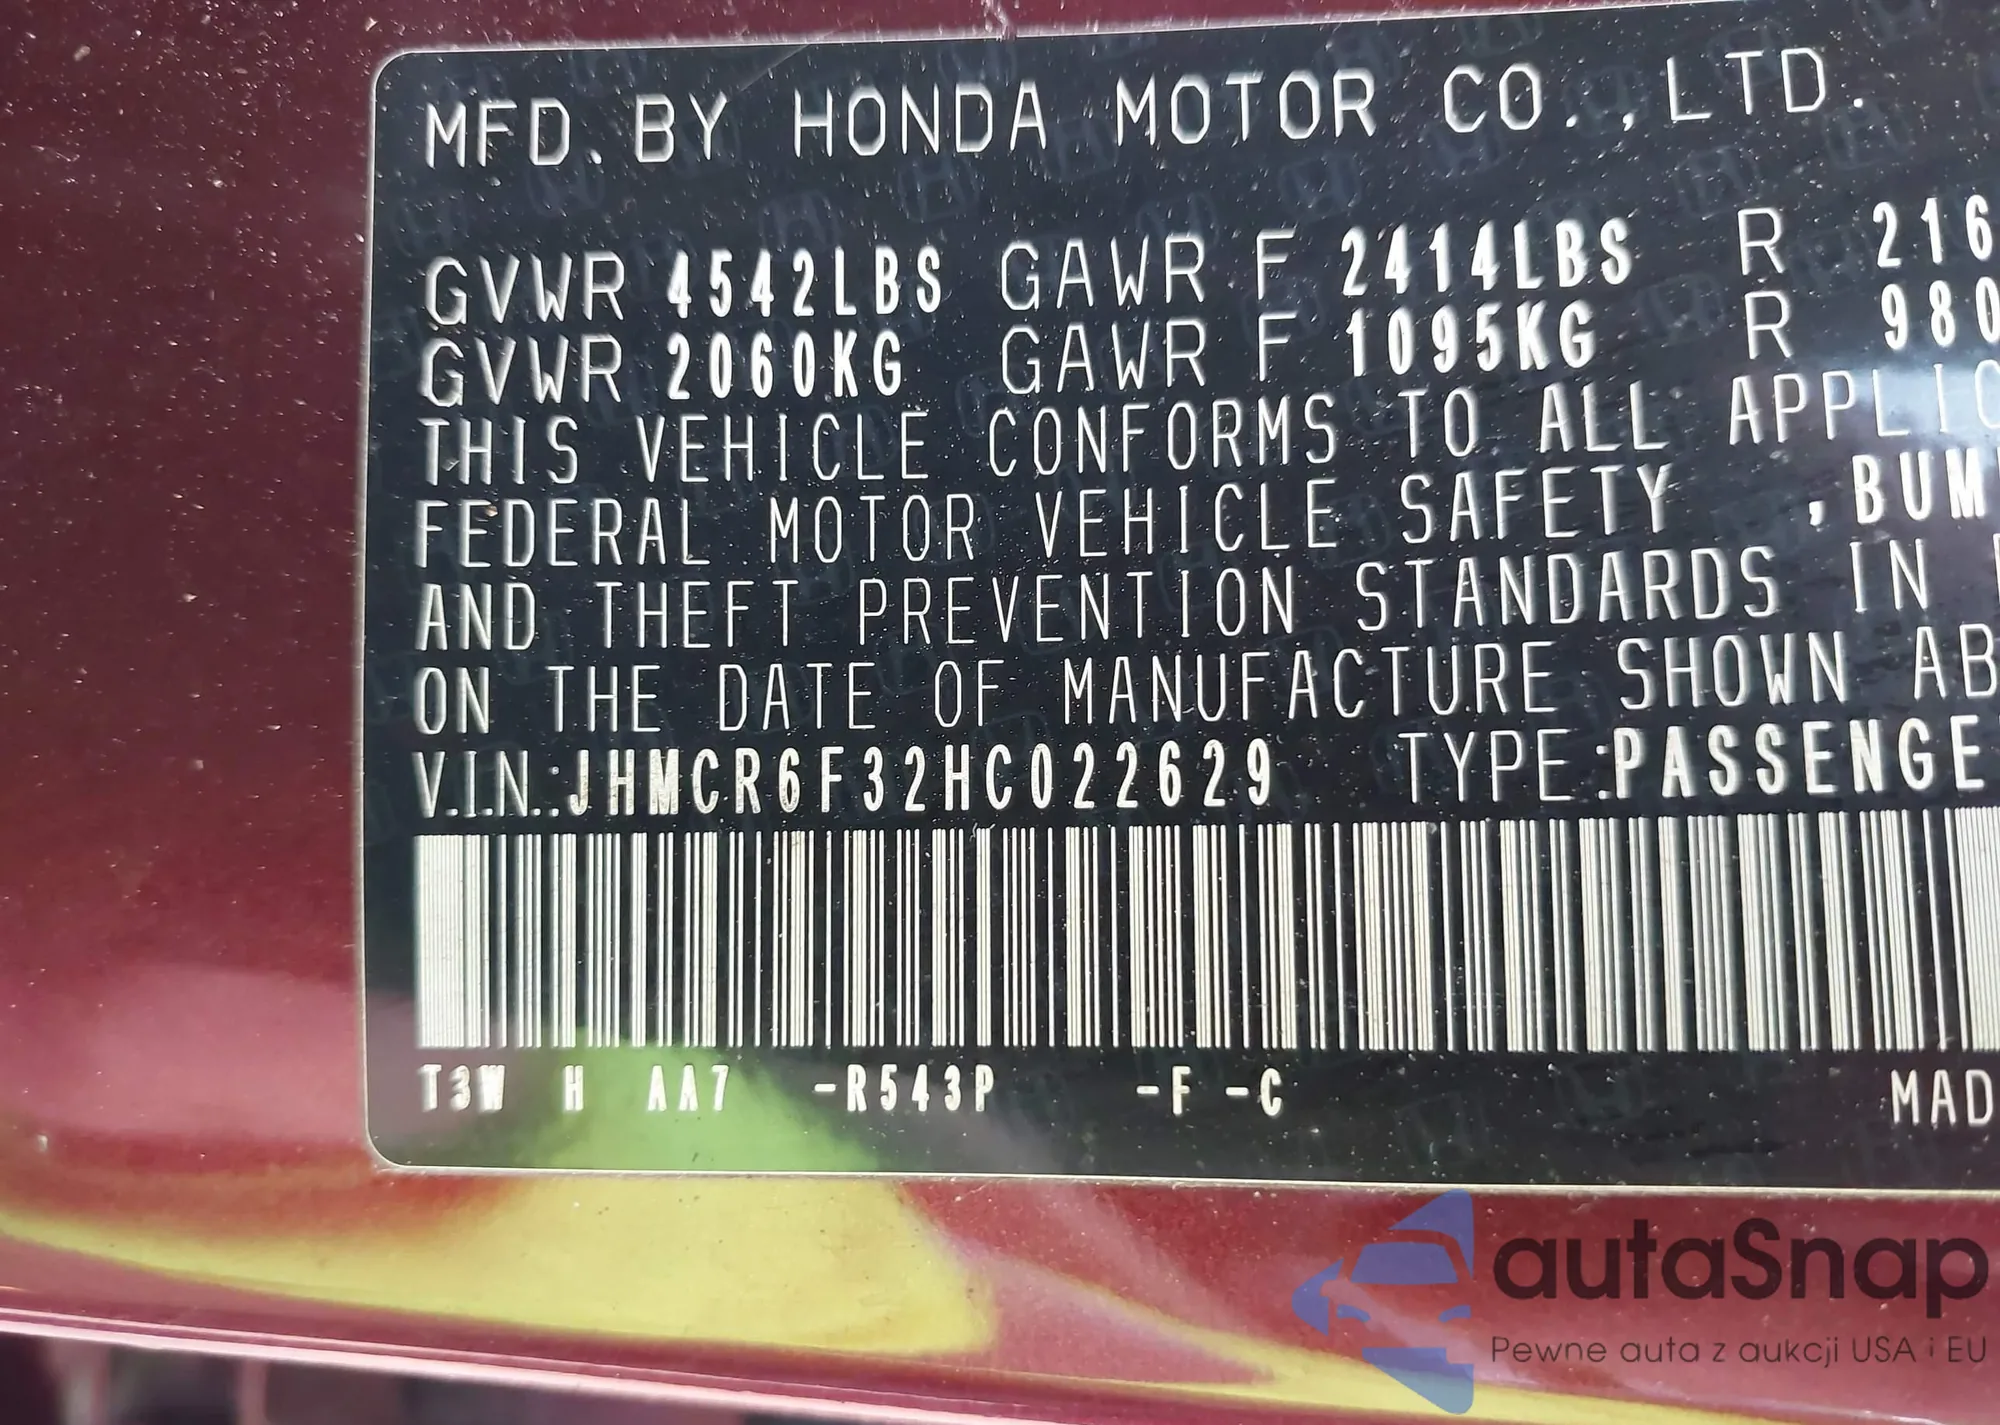 MFD. BY HONDA MOTOR CO.,LTD.
GVWR 4542LBS GAWR F 2414LBS R 216
GVWR 2060KG GAWR F 1095KG R 980
THIS VEHICLE CONFORMS TO ALL APPLIC
FEDERAL MOTOR VEHICLE SAFETY ,BUM
AND THEFT PREVENTION STANDARDS IN
ON THE DATE OF MANUFACTURE SHOWN AB
V.I.N.:JHMCR6F32HC022629 TYPE:PASSENGE
T3W H AA7 -R543P -F -C MAD
autaSnap
Pewne auta z aukcji USA i EU